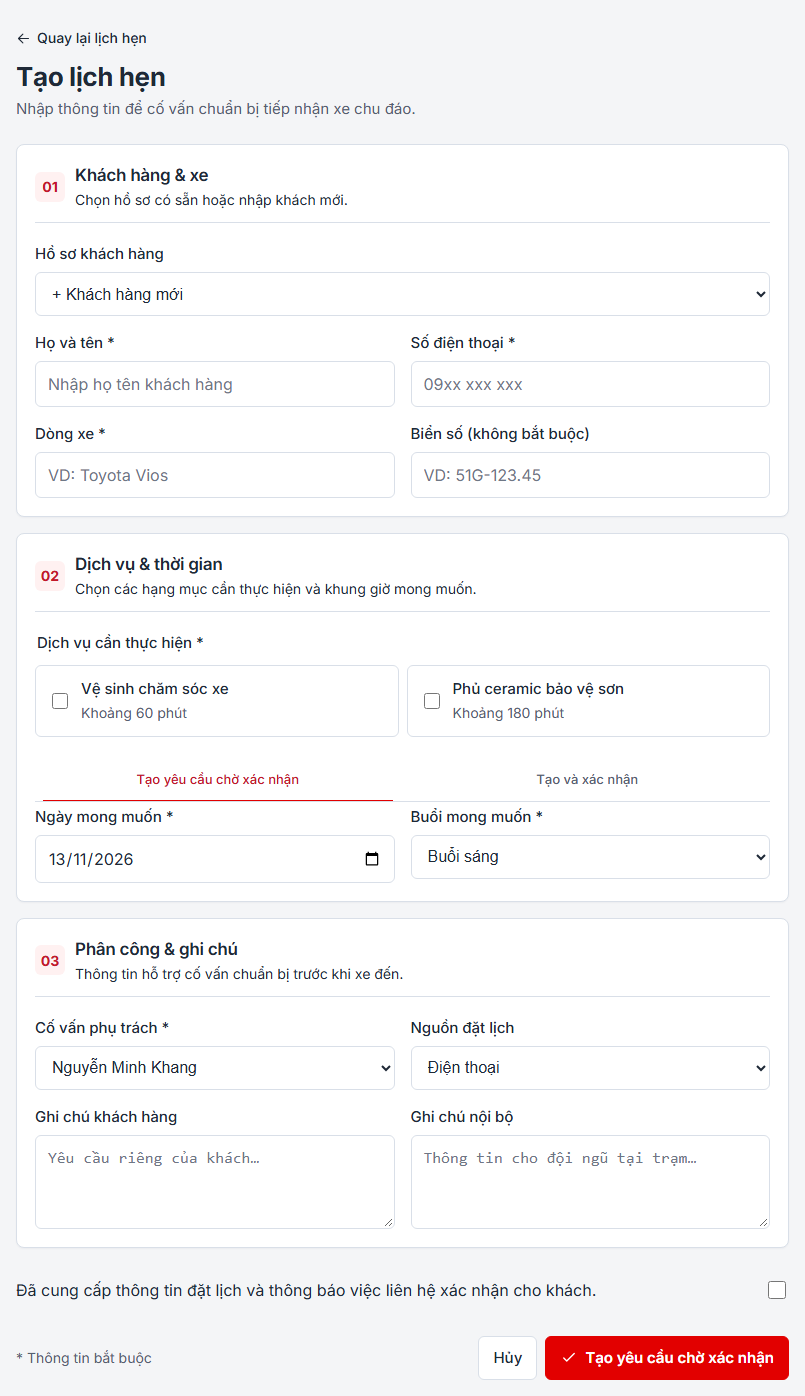 ← Quay lại lịch hẹn
Tạo lịch hẹn
Nhập thông tin để cố vấn chuẩn bị tiếp nhận xe chu đáo.
01
Khách hàng & xe
Chọn hồ sơ có sẵn hoặc nhập khách mới.
Hồ sơ khách hàng
+ Khách hàng mới
Họ và tên * Số điện thoại *
Nhập họ tên khách hàng 09xx xxx xxx
Dòng xe * Biển số (không bắt buộc)
VD: Toyota Vios VD: 51G-123.45
02
Dịch vụ & thời gian
Chọn các hạng mục cần thực hiện và khung giờ mong muốn.
Dịch vụ cần thực hiện *
Vệ sinh chăm sóc xe Phủ ceramic bảo vệ sơn
Khoảng 60 phút Khoảng 180 phút
Tạo yêu cầu chờ xác nhận Tạo và xác nhận
Ngày mong muốn * Buổi mong muốn *
13/11/2026 Buổi sáng
03
Phân công & ghi chú
Thông tin hỗ trợ cố vấn chuẩn bị trước khi xe đến.
Cố vấn phụ trách * Nguồn đặt lịch
Nguyễn Minh Khang Điện thoại
Ghi chú khách hàng Ghi chú nội bộ
Yêu cầu riêng của khách… Thông tin cho đội ngũ tại trạm…
Đã cung cấp thông tin đặt lịch và thông báo việc liên hệ xác nhận cho khách.
* Thông tin bắt buộc Hủy ✓ Tạo yêu cầu chờ xác nhận